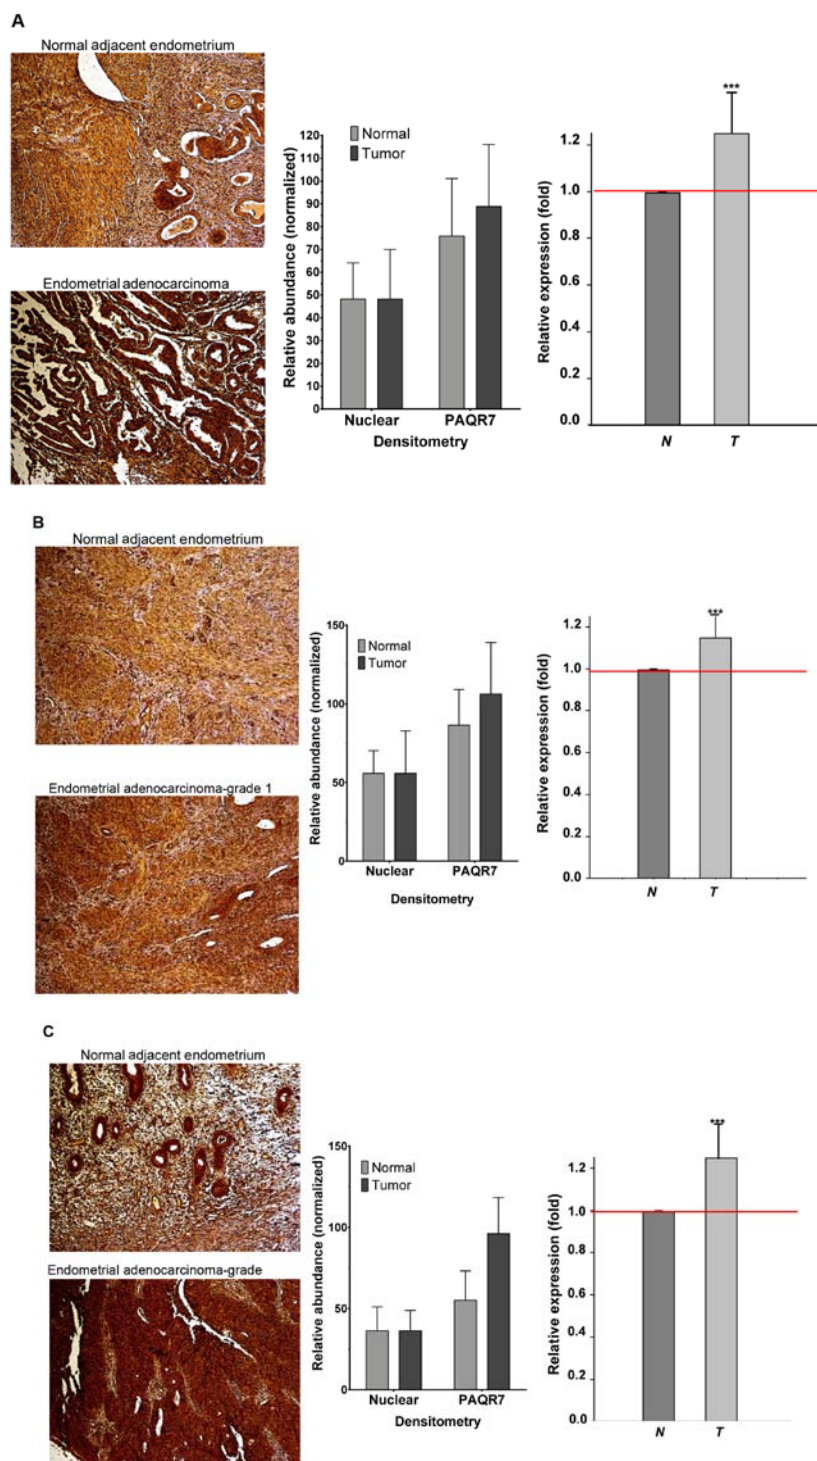 A
Normal adjacent endometrium
Endometrial adenocarcinoma
Relative abundance (normalized)
120
110
100
90
80
70
60
50
40
30
20
10
0
Normal
Tumor
Nuclear PAQR7
Densitometry
Relative expression (fold)
1.2
1.0
0.8
0.6
0.4
0.2
0.0
***
N T
B
Normal adjacent endometrium
Endometrial adenocarcinoma-grade 1
Relative abundance (normalized)
150
100
50
0
Normal
Tumor
Nuclear PAQR7
Densitometry
Relative expression (fold)
1.2
1.0
0.8
0.6
0.4
0.2
0.0
***
N T
C
Normal adjacent endometrium
Endometrial adenocarcinoma-grade
Relative abundance (normalized)
150
100
50
0
Normal
Tumor
Nuclear PAQR7
Densitometry
Relative expression (fold)
1.2
1.0
0.8
0.6
0.4
0.2
0.0
***
N T